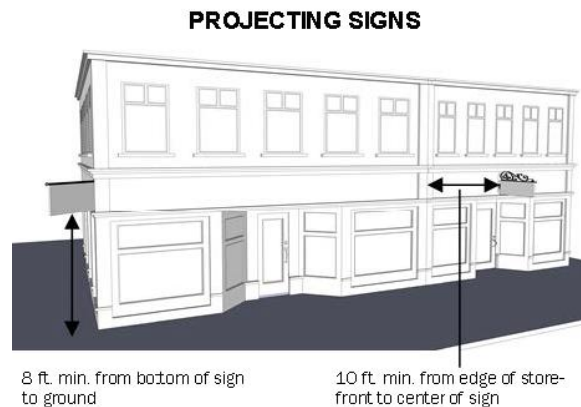 PROJECTING SIGNS
8 ft. min. from bottom of sign
to ground
10 ft. min. from edge of store-
front to center of sign